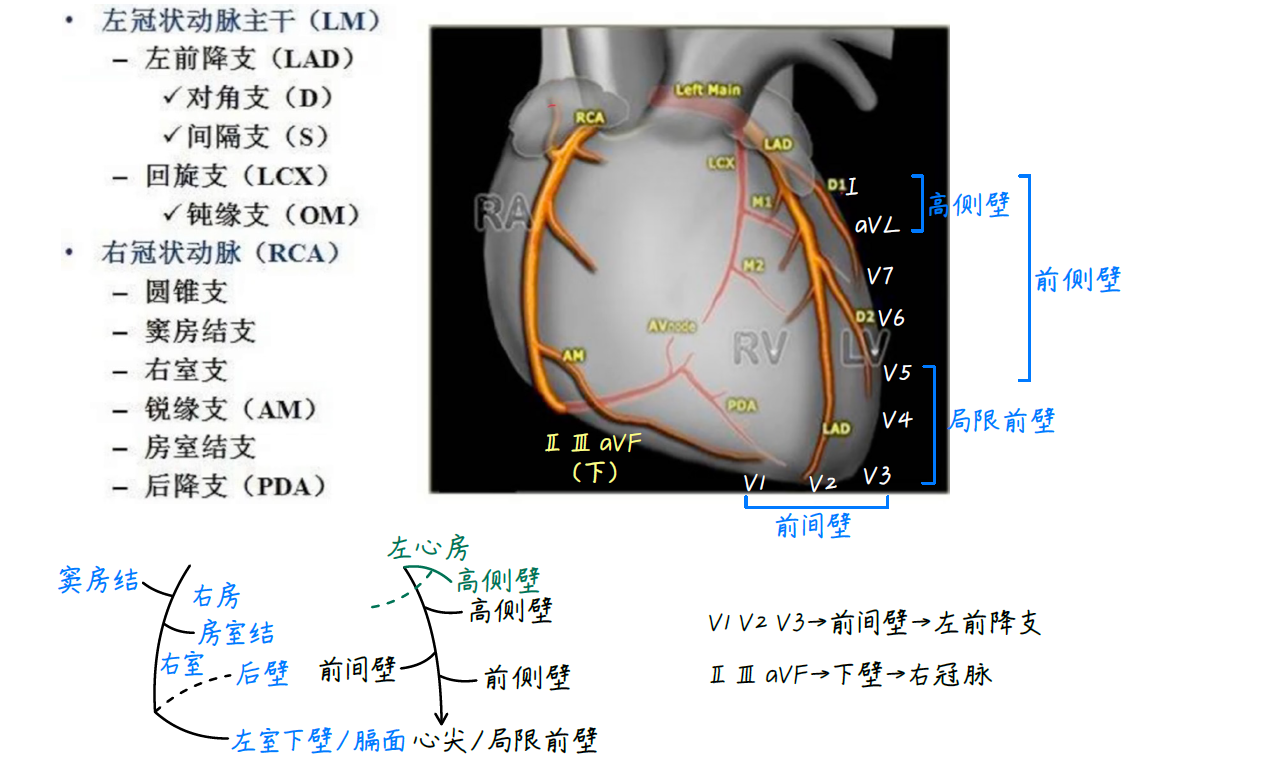 • 左冠状动脉主干（LM）
– 左前降支（LAD）
✓对角支（D）
✓间隔支（S）
– 回旋支（LCX）
✓钝缘支（OM）
• 右冠状动脉（RCA）
– 圆锥支
– 窦房结支
– 右室支
– 锐缘支（AM）
– 房室结支
– 后降支（PDA）
Left Main
RCA
LAD
LCX
D1
I
高侧壁
RA
M1
aVL
前侧壁
M2
V7
D2
V6
AVnode
RV
LV
AM
V5
PDA
LAD
V4
局限前壁
Ⅱ Ⅲ aVF
（下）
V1
V2
V3
前间壁
窦房结
右房
房室结
右室
后壁
左室下壁/膈面
左心房
高侧壁
高侧壁
前间壁
前侧壁
心尖/局限前壁
V1 V2 V3→前间壁→左前降支
Ⅱ Ⅲ aVF→下壁→右冠脉